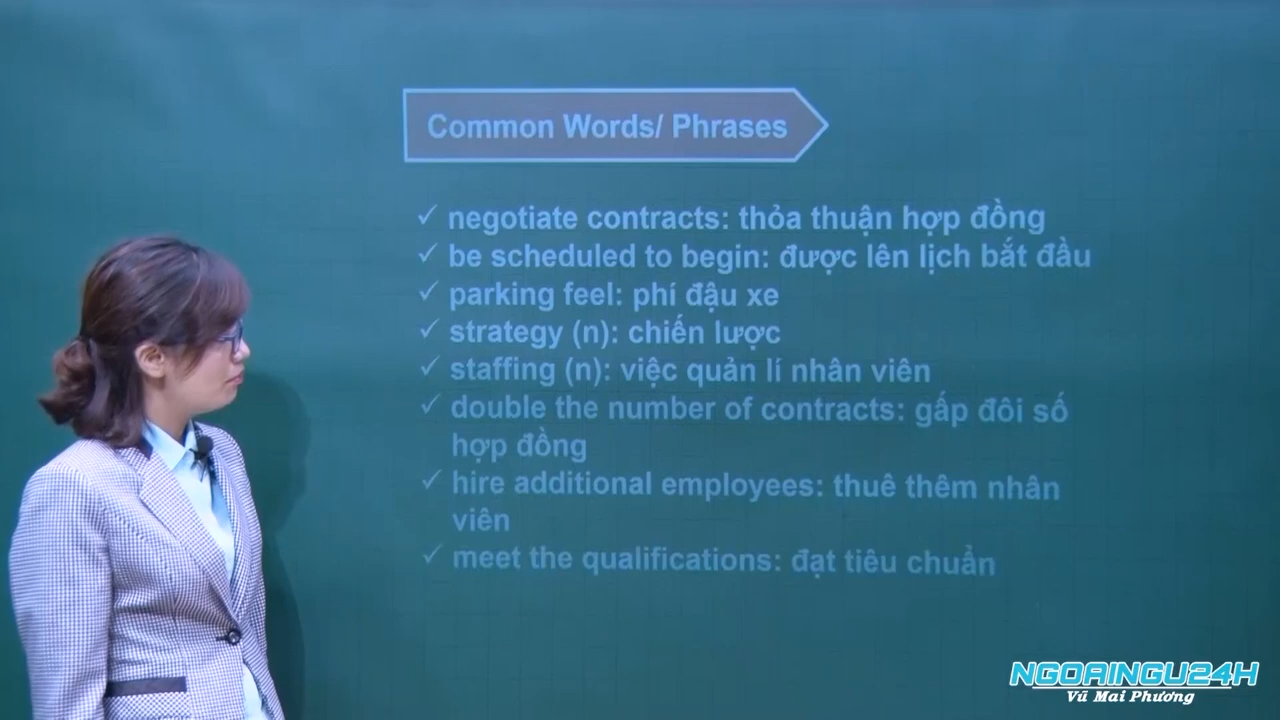 Common Words/ Phrases
✓ negotiate contracts: thỏa thuận hợp đồng
✓ be scheduled to begin: được lên lịch bắt đầu
✓ parking feel: phí đậu xe
✓ strategy (n): chiến lược
✓ staffing (n): việc quản lí nhân viên
✓ double the number of contracts: gấp đôi số
hợp đồng
✓ hire additional employees: thuê thêm nhân
viên
✓ meet the qualifications: đạt tiêu chuẩn
NGOAINGU24H
Vũ Mai Phương